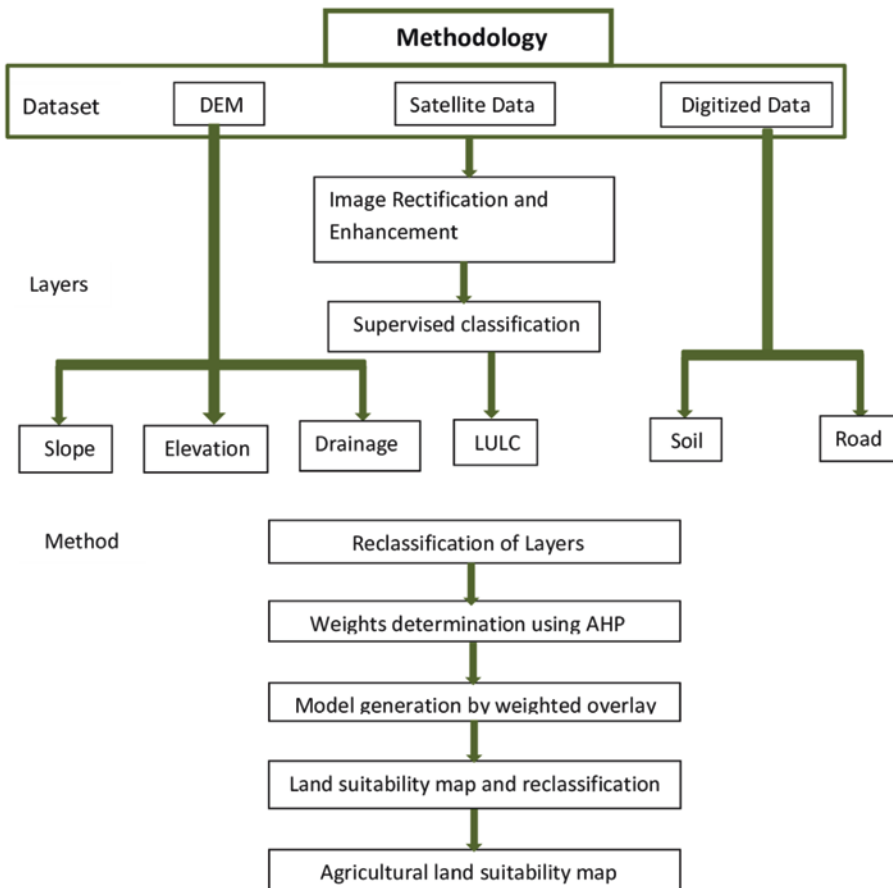 Methodology
Dataset
DEM
Satellite Data
Digitized Data
Image Rectification and
Enhancement
Layers
Supervised classification
Slope
Elevation
Drainage
LULC
Soil
Road
Method
Reclassification of Layers
Weights determination using AHP
Model generation by weighted overlay
Land suitability map and reclassification
Agricultural land suitability map